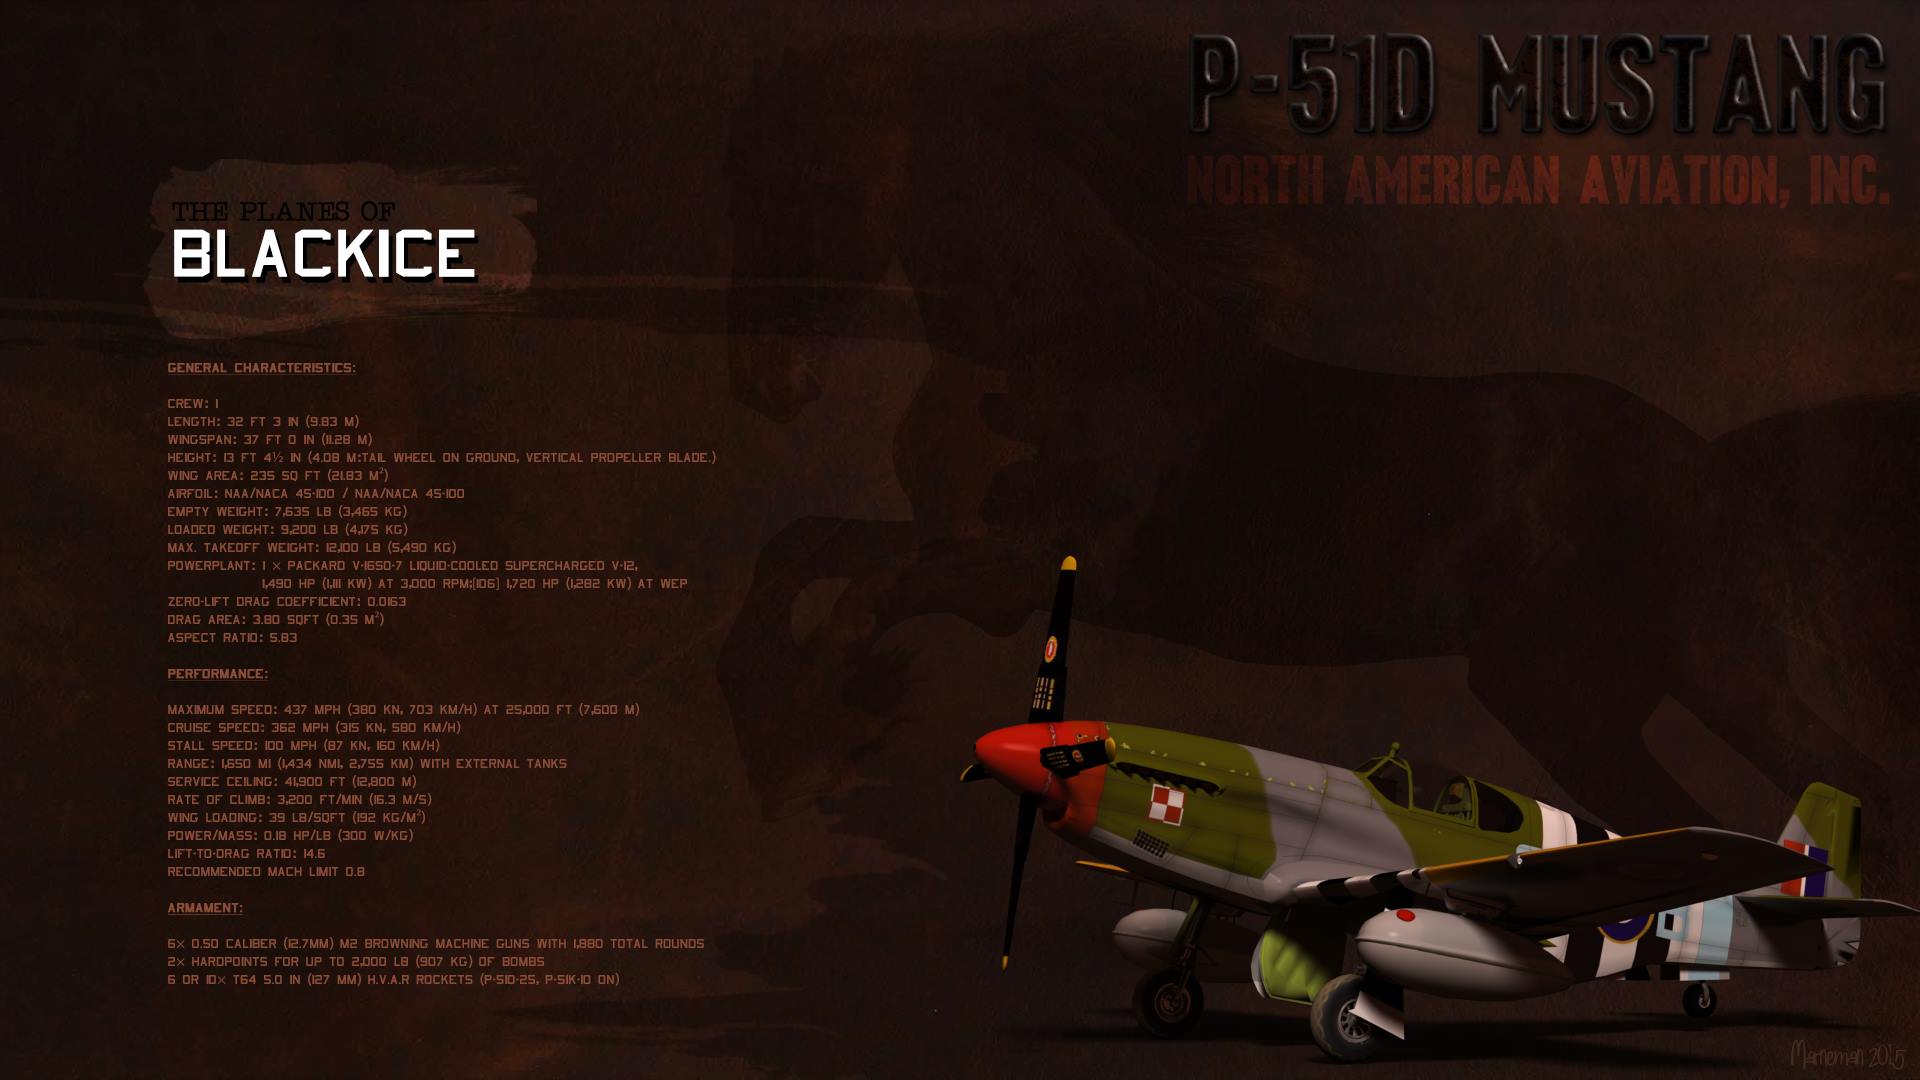 P-51D MUSTANG
NORTH AMERICAN AVIATION, INC.
THE PLANES OF
BLACKICE
GENERAL CHARACTERISTICS:
CREW: 1
LENGTH: 32 FT 3 IN (9.83 M)
WINGSPAN: 37 FT 0 IN (11.28 M)
HEIGHT: 13 FT 4½ IN (4.08 M:TAIL WHEEL ON GROUND, VERTICAL PROPELLER BLADE.)
WING AREA: 235 SQ FT (21.83 M²)
AIRFOIL: NAA/NACA 45-100 / NAA/NACA 45-100
EMPTY WEIGHT: 7,635 LB (3,465 KG)
LOADED WEIGHT: 9,200 LB (4,175 KG)
MAX. TAKEOFF WEIGHT: 12,100 LB (5,490 KG)
POWERPLANT: 1 × PACKARD V-1650-7 LIQUID-COOLED SUPERCHARGED V-12,
1,490 HP (1,111 KW) AT 3,000 RPM;[106] 1,720 HP (1,282 KW) AT WEP
ZERO-LIFT DRAG COEFFICIENT: 0.0163
DRAG AREA: 3.80 SQFT (0.35 M²)
ASPECT RATIO: 5.83
PERFORMANCE:
MAXIMUM SPEED: 437 MPH (380 KN, 703 KM/H) AT 25,000 FT (7,600 M)
CRUISE SPEED: 362 MPH (315 KN, 580 KM/H)
STALL SPEED: 100 MPH (87 KN, 160 KM/H)
RANGE: 1,650 MI (1,434 NMI, 2,755 KM) WITH EXTERNAL TANKS
SERVICE CEILING: 41,900 FT (12,800 M)
RATE OF CLIMB: 3,200 FT/MIN (16.3 M/S)
WING LOADING: 39 LB/SQFT (192 KG/M²)
POWER/MASS: 0.18 HP/LB (300 W/KG)
LIFT-TO-DRAG RATIO: 14.6
RECOMMENDED MACH LIMIT 0.8
ARMAMENT:
6× 0.50 CALIBER (12.7MM) M2 BROWNING MACHINE GUNS WITH 1,880 TOTAL ROUNDS
2× HARDPOINTS FOR UP TO 2,000 LB (907 KG) OF BOMBS
6 OR 10× T64 5.0 IN (127 MM) H.V.A.R ROCKETS (P-51D-25, P-51K-10 ON)
Marneman 2015